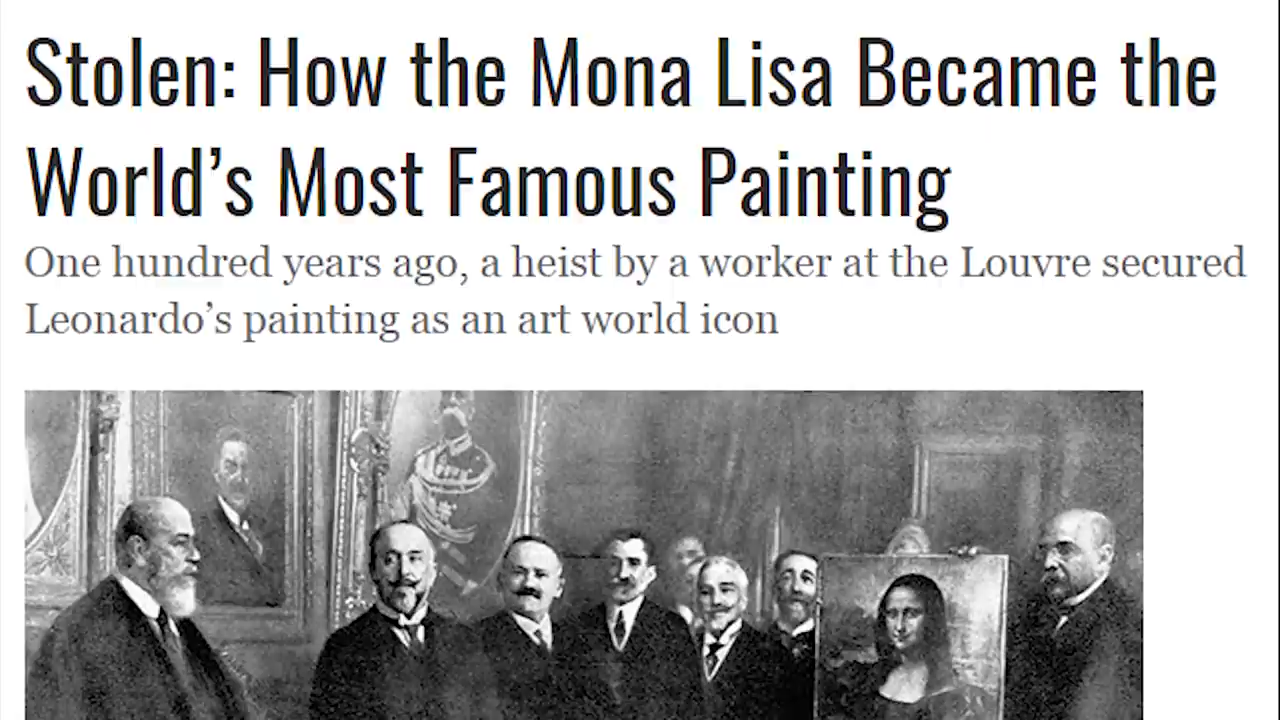 Stolen: How the Mona Lisa Became the
World’s Most Famous Painting
One hundred years ago, a heist by a worker at the Louvre secured
Leonardo’s painting as an art world icon